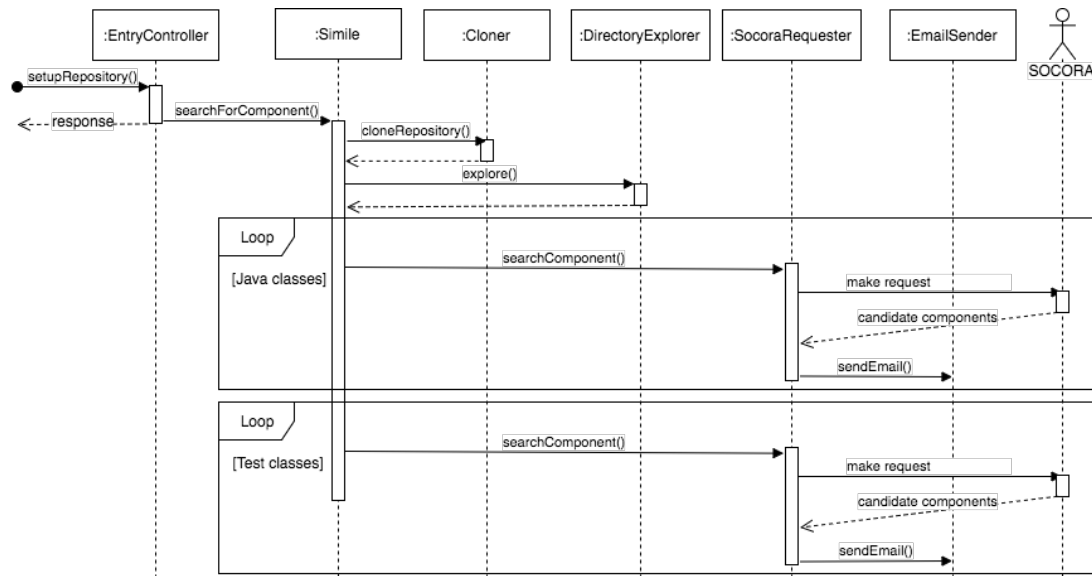 :EntryController
:Simile
:Cloner
:DirectoryExplorer
:SocoraRequester
:EmailSender
SOCORA
setupRepository()
response
searchForComponent()
cloneRepository()
explore()
Loop
[Java classes]
searchComponent()
make request
candidate components
sendEmail()
Loop
[Test classes]
searchComponent()
make request
candidate components
sendEmail()